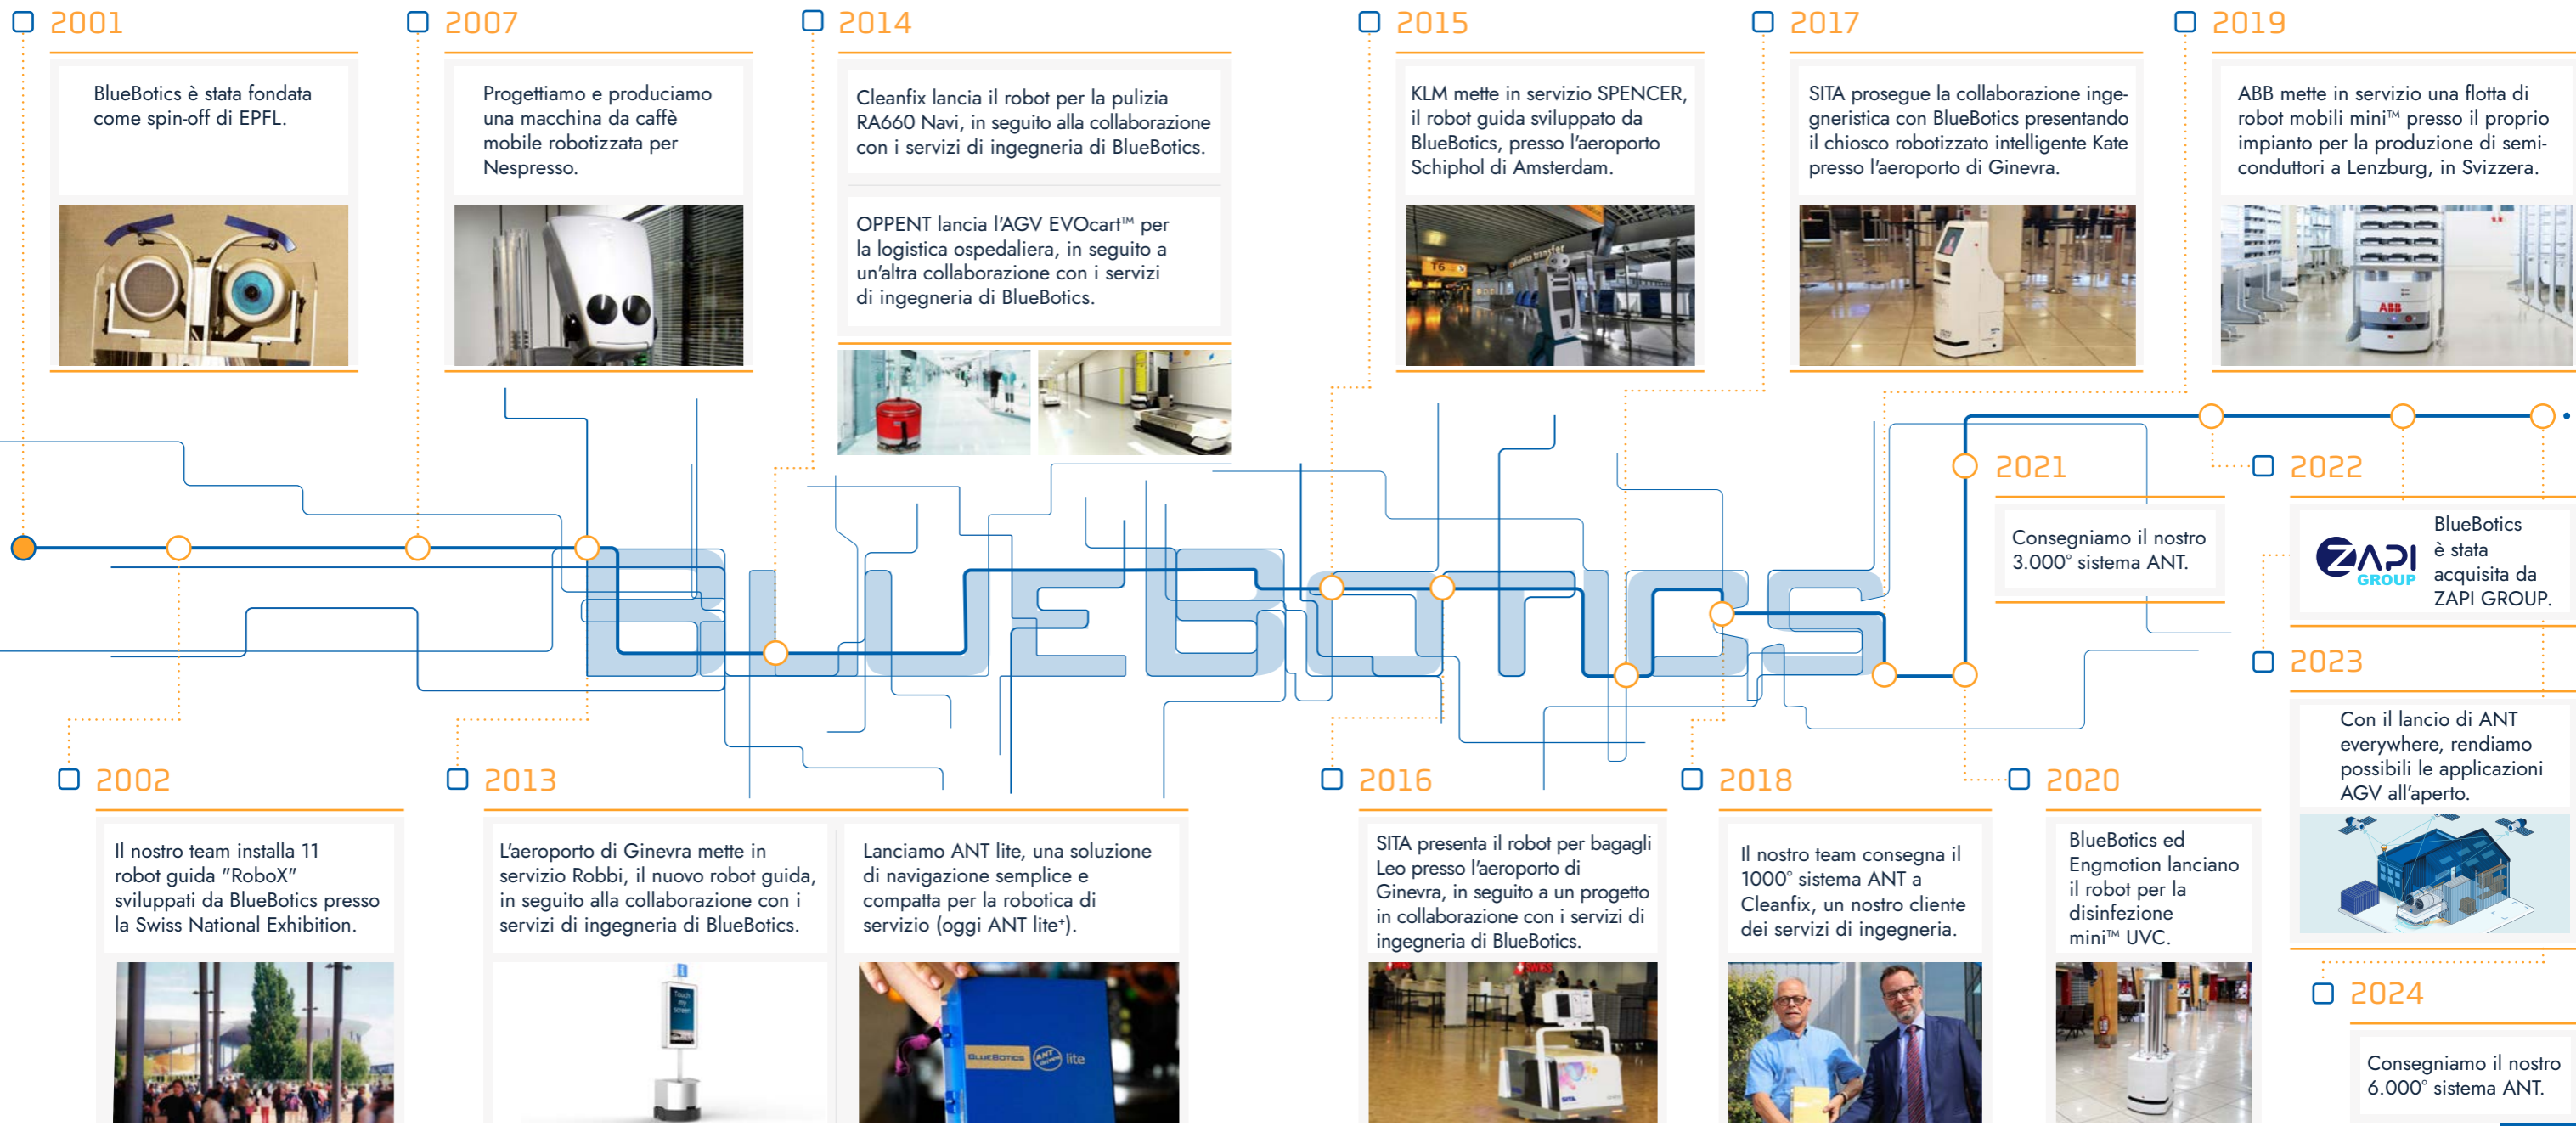 2001
BlueBotics è stata fondata
come spin-off di EPFL.
2007
Progettiamo e produciamo
una macchina da caffè
mobile robotizzata per
Nespresso.
2014
Cleanfix lancia il robot per la pulizia
RA660 Navi, in seguito alla collaborazione
con i servizi di ingegneria di BlueBotics.
OPPENT lancia l'AGV EVOcart™ per
la logistica ospedaliera, in seguito a
un'altra collaborazione con i servizi
di ingegneria di BlueBotics.
2015
KLM mette in servizio SPENCER,
il robot guida sviluppato da
BlueBotics, presso l'aeroporto
Schiphol di Amsterdam.
T6
transfer
2017
SITA prosegue la collaborazione inge-
gneristica con BlueBotics presentando
il chiosco robotizzato intelligente Kate
presso l'aeroporto di Ginevra.
2019
ABB mette in servizio una flotta di
robot mobili mini™ presso il proprio
impianto per la produzione di semi-
conduttori a Lenzburg, in Svizzera.
ABB
BLUEBOTICS
2021
Consegniamo il nostro
3.000° sistema ANT.
2022
ZAPI
GROUP
BlueBotics
è stata
acquisita da
ZAPI GROUP.
2023
Con il lancio di ANT
everywhere, rendiamo
possibili le applicazioni
AGV all'aperto.
2002
Il nostro team installa 11
robot guida "RoboX"
sviluppati da BlueBotics presso
la Swiss National Exhibition.
2013
L'aeroporto di Ginevra mette in
servizio Robbi, il nuovo robot guida,
in seguito alla collaborazione con i
servizi di ingegneria di BlueBotics.
Touch
my
screen
Lanciamo ANT lite, una soluzione
di navigazione semplice e
compatta per la robotica di
servizio (oggi ANT lite⁺).
BLUEBOTICS
ANT
lite
2016
SITA presenta il robot per bagagli
Leo presso l'aeroporto di
Ginevra, in seguito a un progetto
in collaborazione con i servizi di
ingegneria di BlueBotics.
SWISS
SITA
2018
Il nostro team consegna il
1000° sistema ANT a
Cleanfix, un nostro cliente
dei servizi di ingegneria.
2020
BlueBotics ed
Engmotion lanciano
il robot per la
disinfezione
mini™ UVC.
2024
Consegniamo il nostro
6.000° sistema ANT.